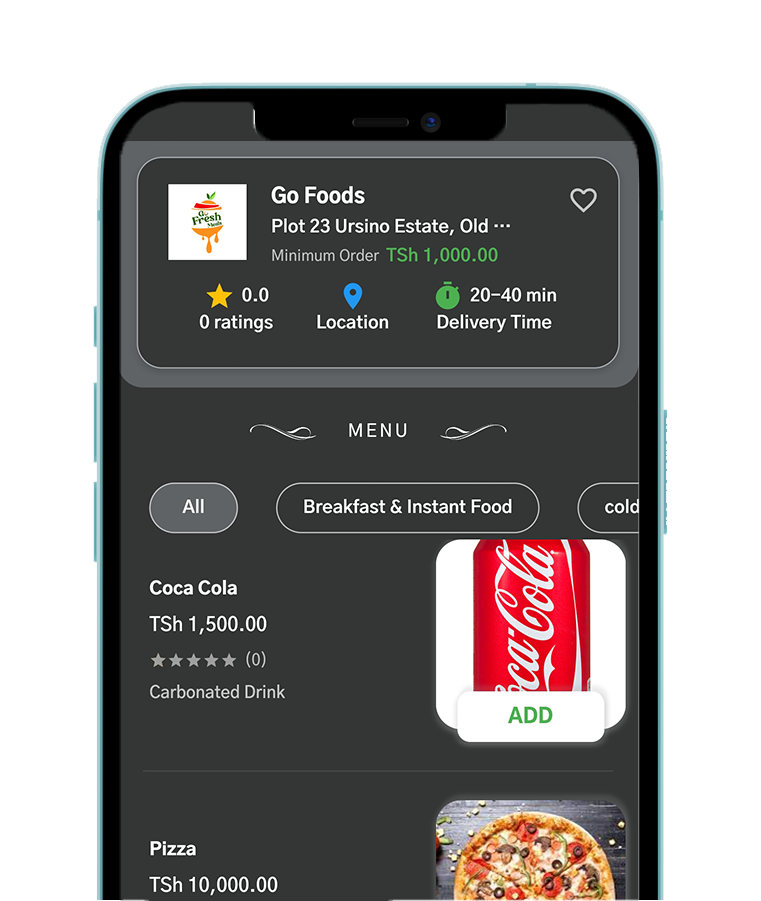 Go
Fresh
Meals
Go Foods
Plot 23 Ursino Estate, Old ...
Minimum Order TSh 1,000.00
0.0
0 ratings
Location
20-40 min
Delivery Time
MENU
All
Breakfast & Instant Food
cold
Coca Cola
TSh 1,500.00
(0)
Carbonated Drink
Coca-Cola
ADD
Pizza
TSh 10,000.00